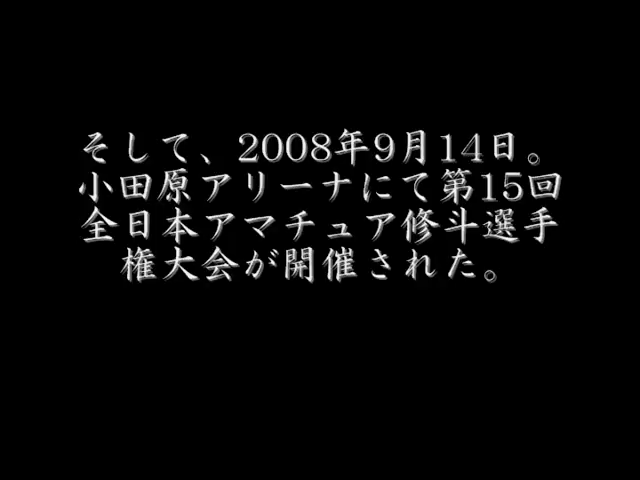 そして、2008年9月14日。
小田原アリーナにて第15回
全日本アマチュア修斗選手
権大会が開催された。